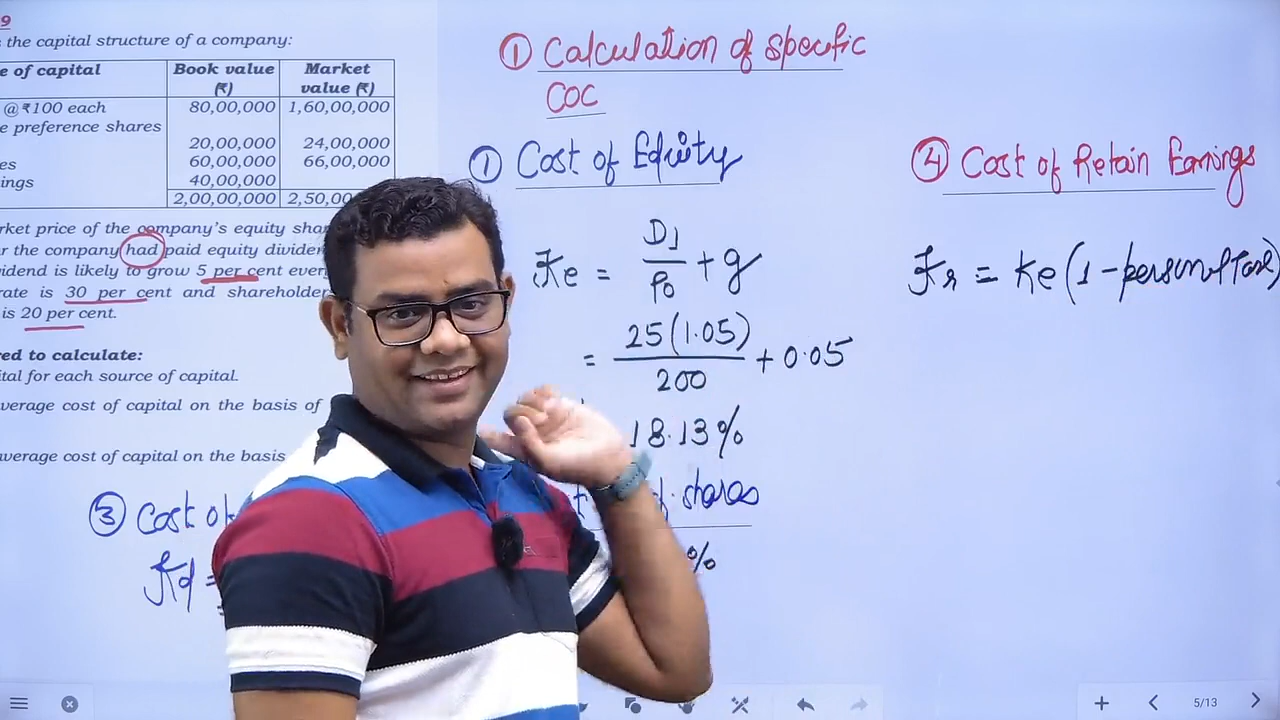 9
the capital structure of a company:
e of capital Book value (₹) Market value (₹)
@₹100 each 80,00,000 1,60,00,000
e preference shares
20,00,000 24,00,000
es 60,00,000 66,00,000
ings 40,00,000
2,00,00,000 2,50,00
rket price of the company's equity shar
r the company had paid equity dividen
vidend is likely to grow 5 per cent ever
rate is 30 per cent and shareholder
is 20 per cent.
red to calculate:
ital for each source of capital.
verage cost of capital on the basis of
verage cost of capital on the basis
① Calculation of Specific
COC
① Cost of Equity
Ke = D1/P0 + g
= 25(1.05)/200 + 0.05
18.13%
f. shares
%
③ Cost of
Kd =
④ Cost of Retain Earnings
Kr = Ke(1-personal Tax)
5/13